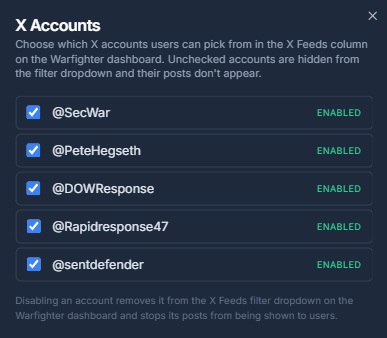 X Accounts
Choose which X accounts users can pick from in the X Feeds column
on the Warfighter dashboard. Unchecked accounts are hidden from
the filter dropdown and their posts don't appear.
@SecWar ENABLED
@PeteHegseth ENABLED
@DOWResponse ENABLED
@Rapidresponse47 ENABLED
@sentdefender ENABLED
Disabling an account removes it from the X Feeds filter dropdown on the
Warfighter dashboard and stops its posts from being shown to users.